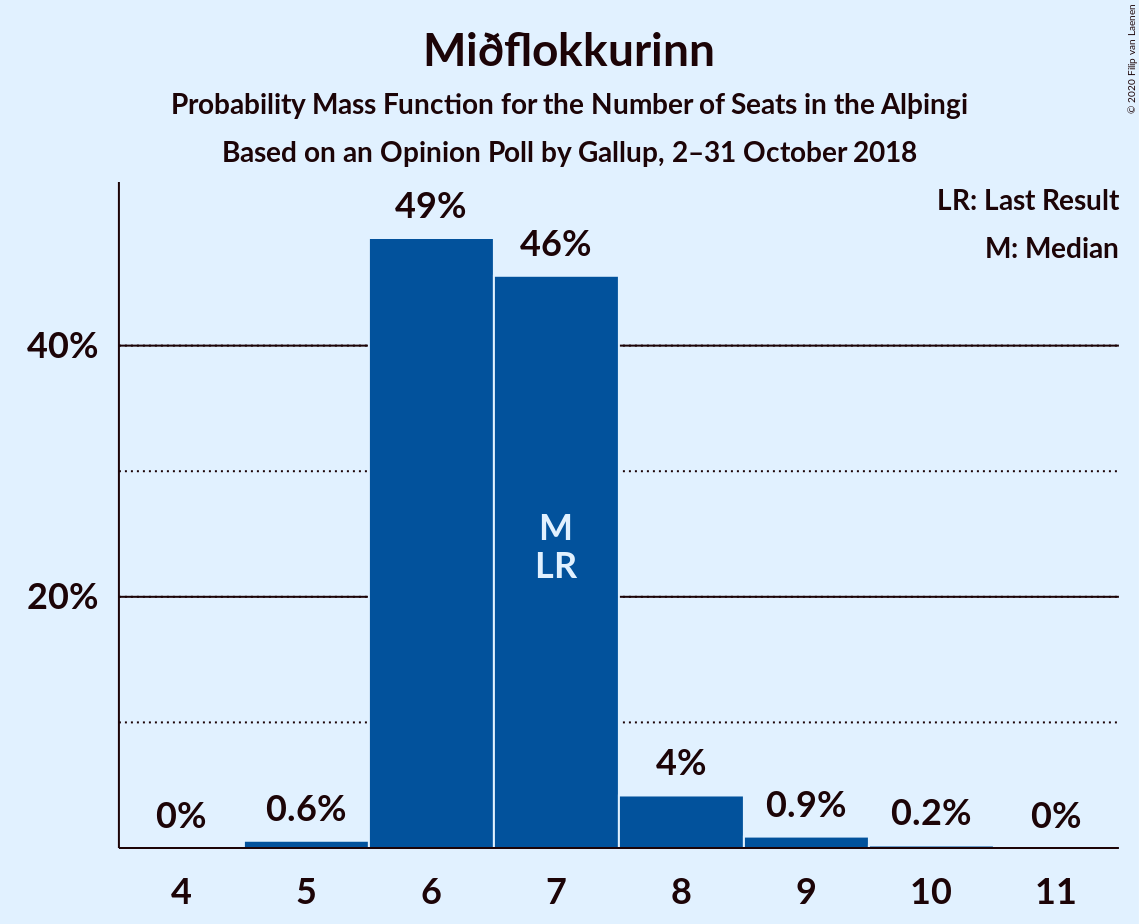 Miðflokkurinn
Probability Mass Function for the Number of Seats in the Alþingi
Based on an Opinion Poll by Gallup, 2–31 October 2018
© 2020 Filip van Laenen
LR: Last Result
M: Median
49%
46%
40%
M
LR
20%
4%
0%
0.6%
0.9%
0.2%
0%
4
5
6
7
8
9
10
11